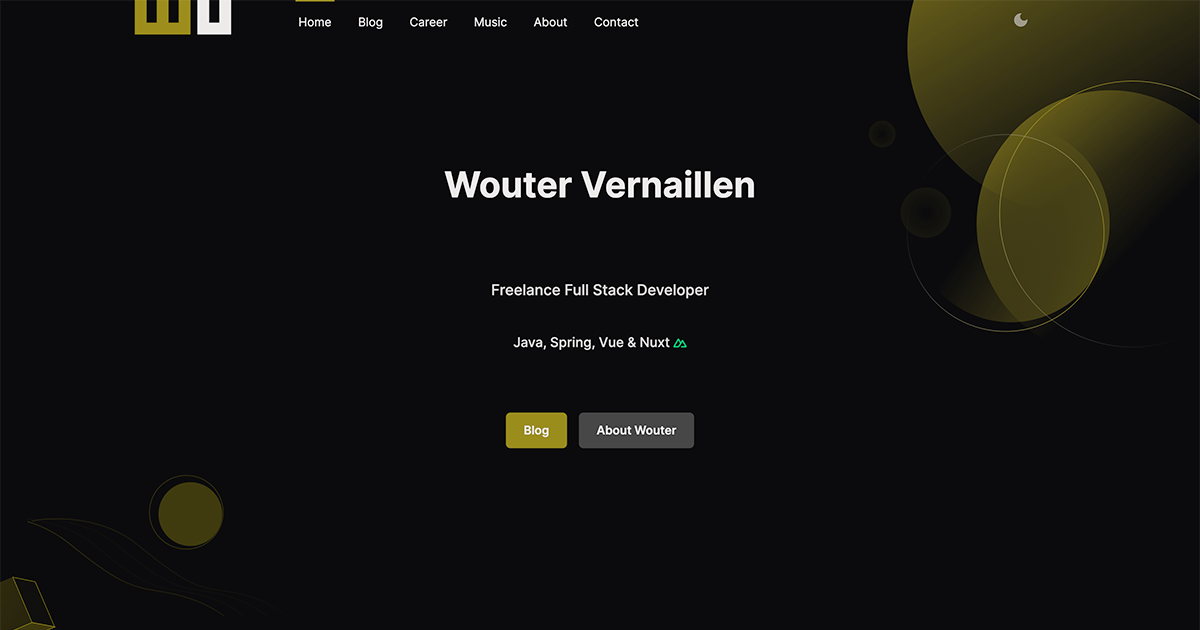 Home Blog Career Music About Contact
Wouter Vernaillen
Freelance Full Stack Developer
Java, Spring, Vue & Nuxt
Blog About Wouter